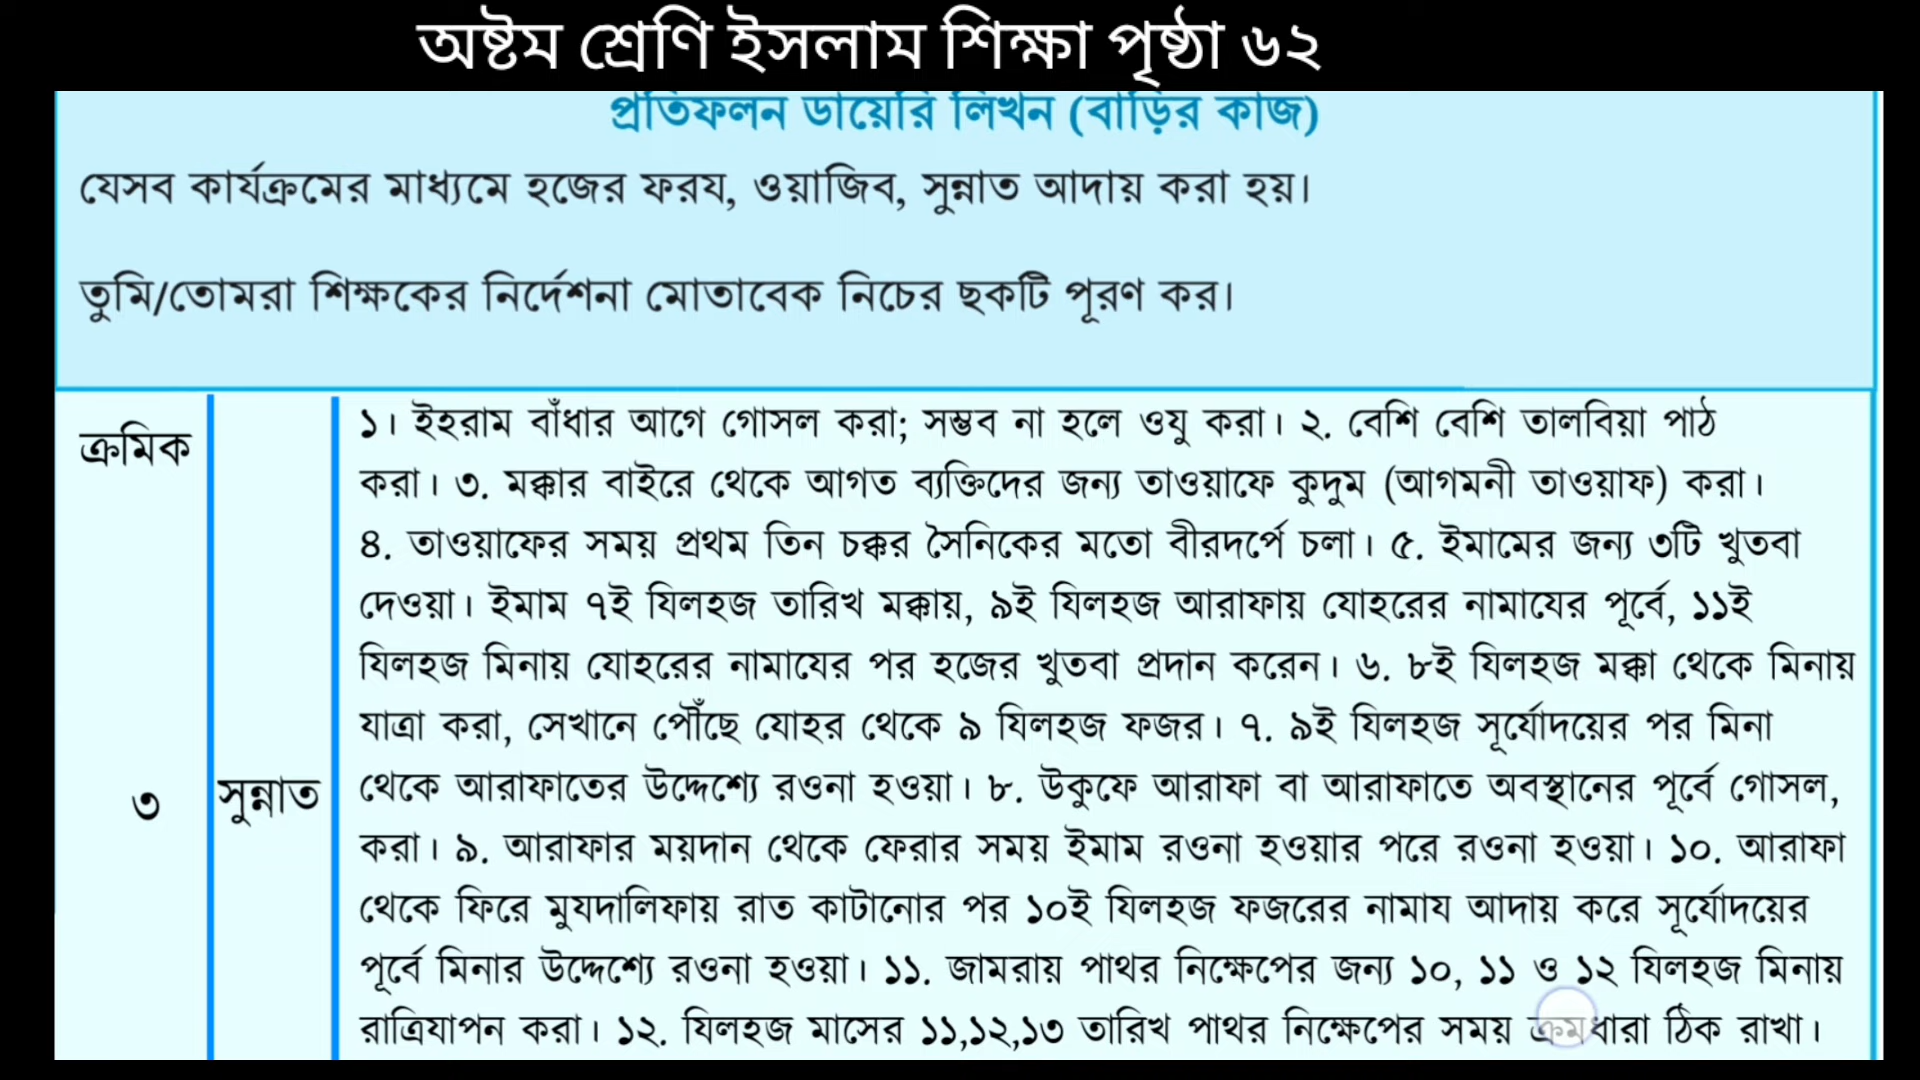 অষ্টম শ্রেণি ইসলাম শিক্ষা পৃষ্ঠা ৬২
প্রতিফলন ডায়েরি লিখন (বাড়ির কাজ)
যেসব কার্যক্রমের মাধ্যমে হজের ফরয, ওয়াজিব, সুন্নাত আদায় করা হয়।
তুমি/তোমরা শিক্ষকের নির্দেশনা মোতাবেক নিচের ছকটি পূরণ কর।
ক্রমিক
৩
সুন্নাত
১। ইহরাম বাঁধার আগে গোসল করা; সম্ভব না হলে ওযু করা। ২. বেশি বেশি তালবিয়া পাঠ
করা। ৩. মক্কার বাইরে থেকে আগত ব্যক্তিদের জন্য তাওয়াফে কুদুম (আগমনী তাওয়াফ) করা।
৪. তাওয়াফের সময় প্রথম তিন চক্কর সৈনিকের মতো বীরদর্পে চলা। ৫. ইমামের জন্য ৩টি খুতবা
দেওয়া। ইমাম ৭ই যিলহজ তারিখ মক্কায়, ৯ই যিলহজ আরাফায় যোহরের নামাযের পূর্বে, ১১ই
যিলহজ মিনায় যোহরের নামাযের পর হজের খুতবা প্রদান করেন। ৬. ৮ই যিলহজ মক্কা থেকে মিনায়
যাত্রা করা, সেখানে পৌঁছে যোহর থেকে ৯ যিলহজ ফজর। ৭. ৯ই যিলহজ সূর্যোদয়ের পর মিনা
থেকে আরাফাতের উদ্দেশ্যে রওনা হওয়া। ৮. উকুফে আরাফা বা আরাফাতে অবস্থানের পূর্বে গোসল,
করা। ৯. আরাফার ময়দান থেকে ফেরার সময় ইমাম রওনা হওয়ার পরে রওনা হওয়া। ১০. আরাফা
থেকে ফিরে মুযদালিফায় রাত কাটানোর পর ১০ই যিলহজ ফজরের নামায আদায় করে সূর্যোদয়ের
পূর্বে মিনার উদ্দেশ্যে রওনা হওয়া। ১১. জামরায় পাথর নিক্ষেপের জন্য ১০, ১১ ও ১২ যিলহজ মিনায়
রাত্রিযাপন করা। ১২. যিলহজ মাসের ১১,১২,১৩ তারিখ পাথর নিক্ষেপের সময় ক্রমধারা ঠিক রাখা।